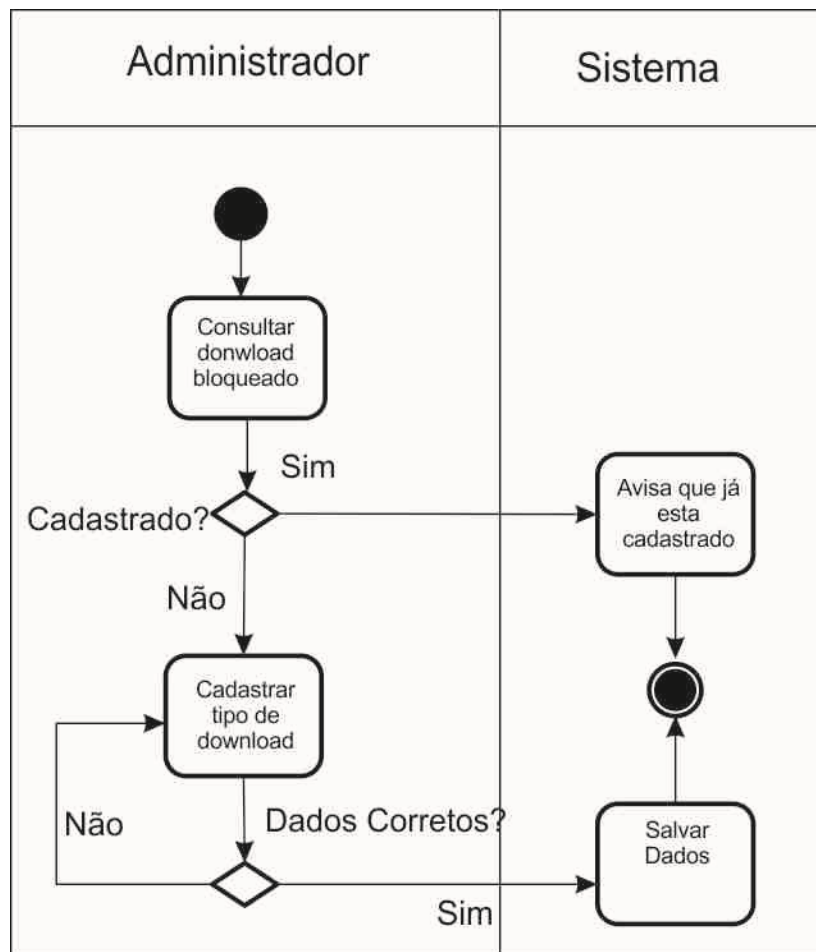 Administrador
Sistema
Consultar
donwload
bloqueado
Sim
Cadastrado?
Avisa que já
esta
cadastrado
Não
Cadastrar
tipo de
download
Não
Dados Corretos?
Sim
Salvar
Dados